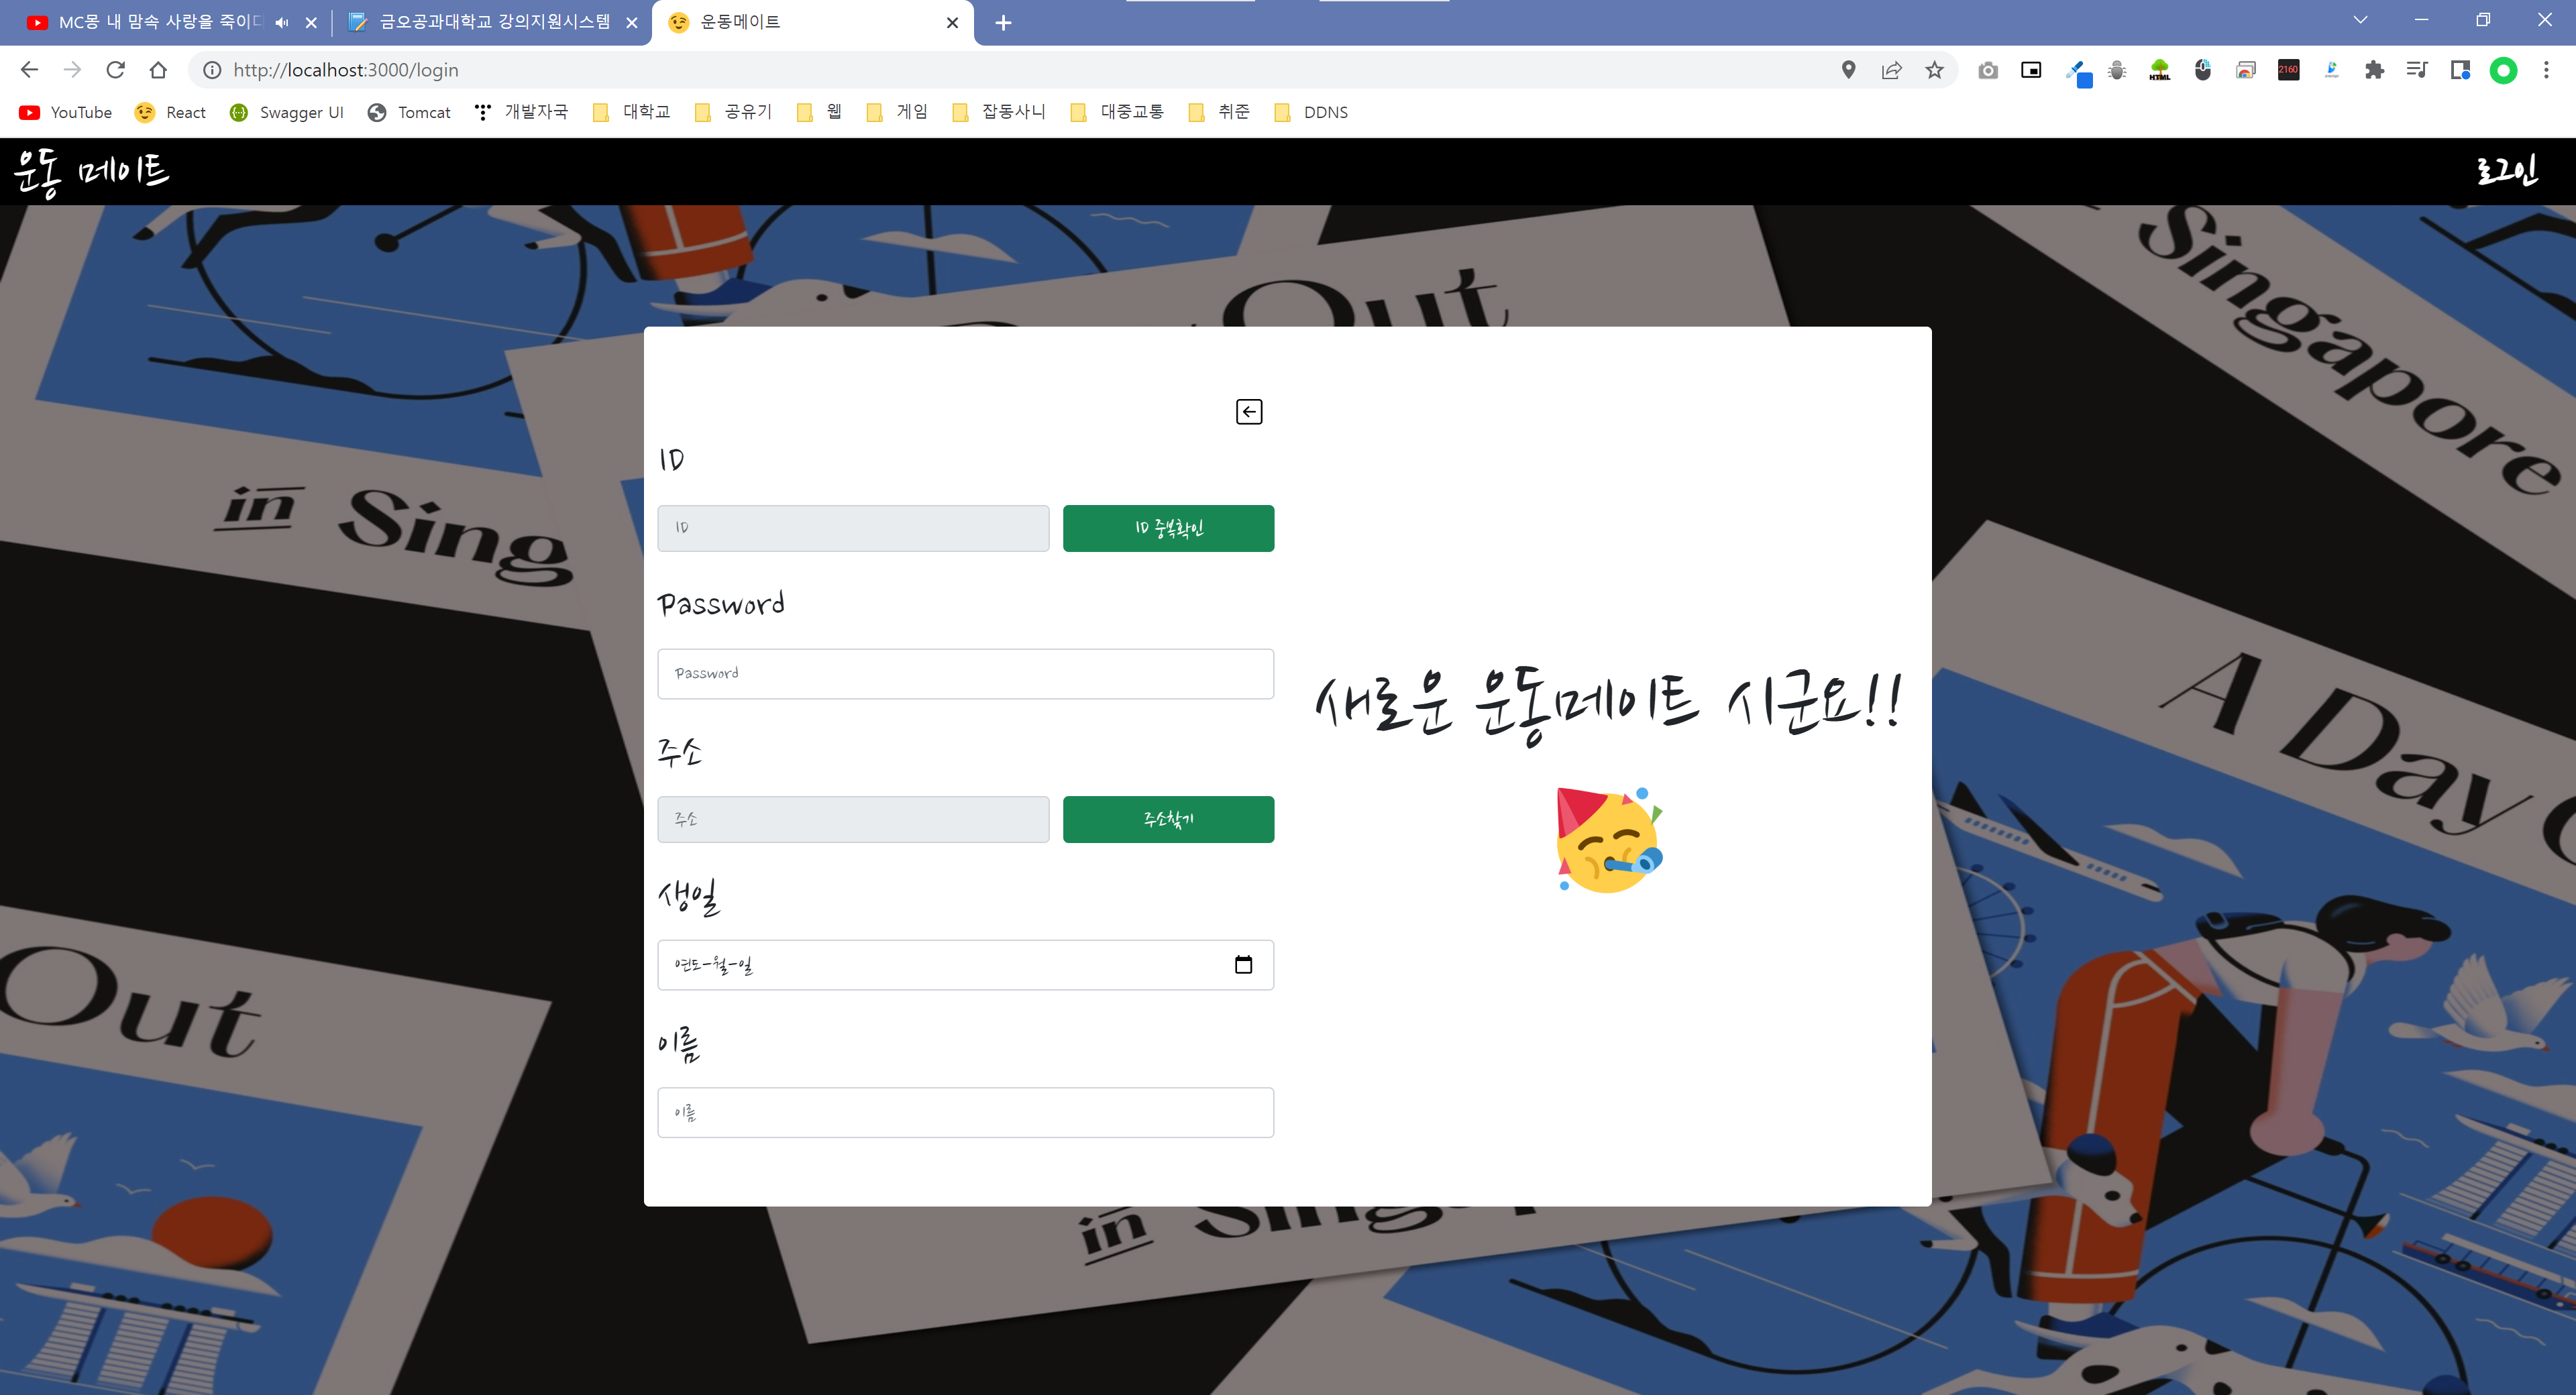 MC몽 내 맘속 사랑을 죽이다
금오공과대학교 강의지원시스템
운동메이트
http://localhost:3000/login
HTML
2160
YouTube
React
Swagger UI
Tomcat
개발자국
대학교
공유기
웹
게임
잡동사니
대중교통
취준
DDNS
운동 메이트
로그인
Out
Singapore
in Sing
ID
ID
ID 중복확인
Password
Password
새로운 운동메이트 시군요!!
A Day
주소
주소
주소찾기
생일
연도-월-일
Out
이름
이름
in